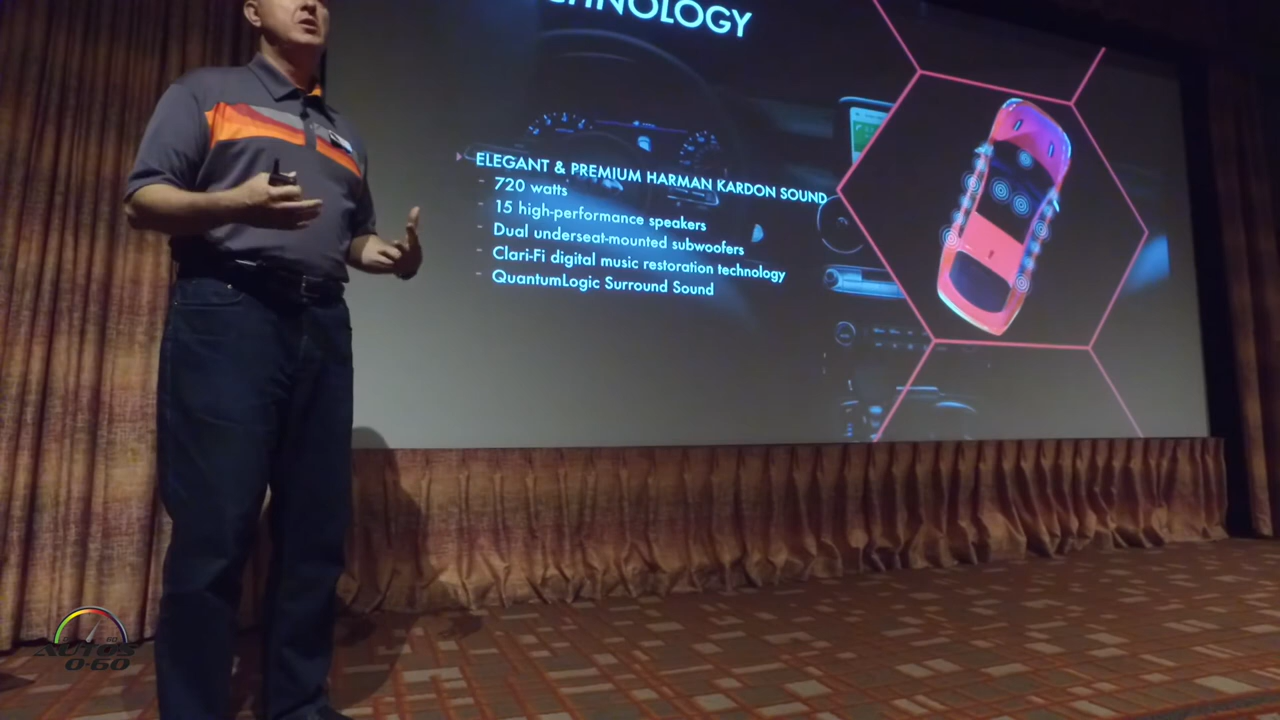 TECHNOLOGY
ELEGANT & PREMIUM HARMAN KARDON SOUND
- 720 watts
- 15 high-performance speakers
- Dual underseat-mounted subwoofers
- Clari-Fi digital music restoration technology
- QuantumLogic Surround Sound
AUTOS
0-60